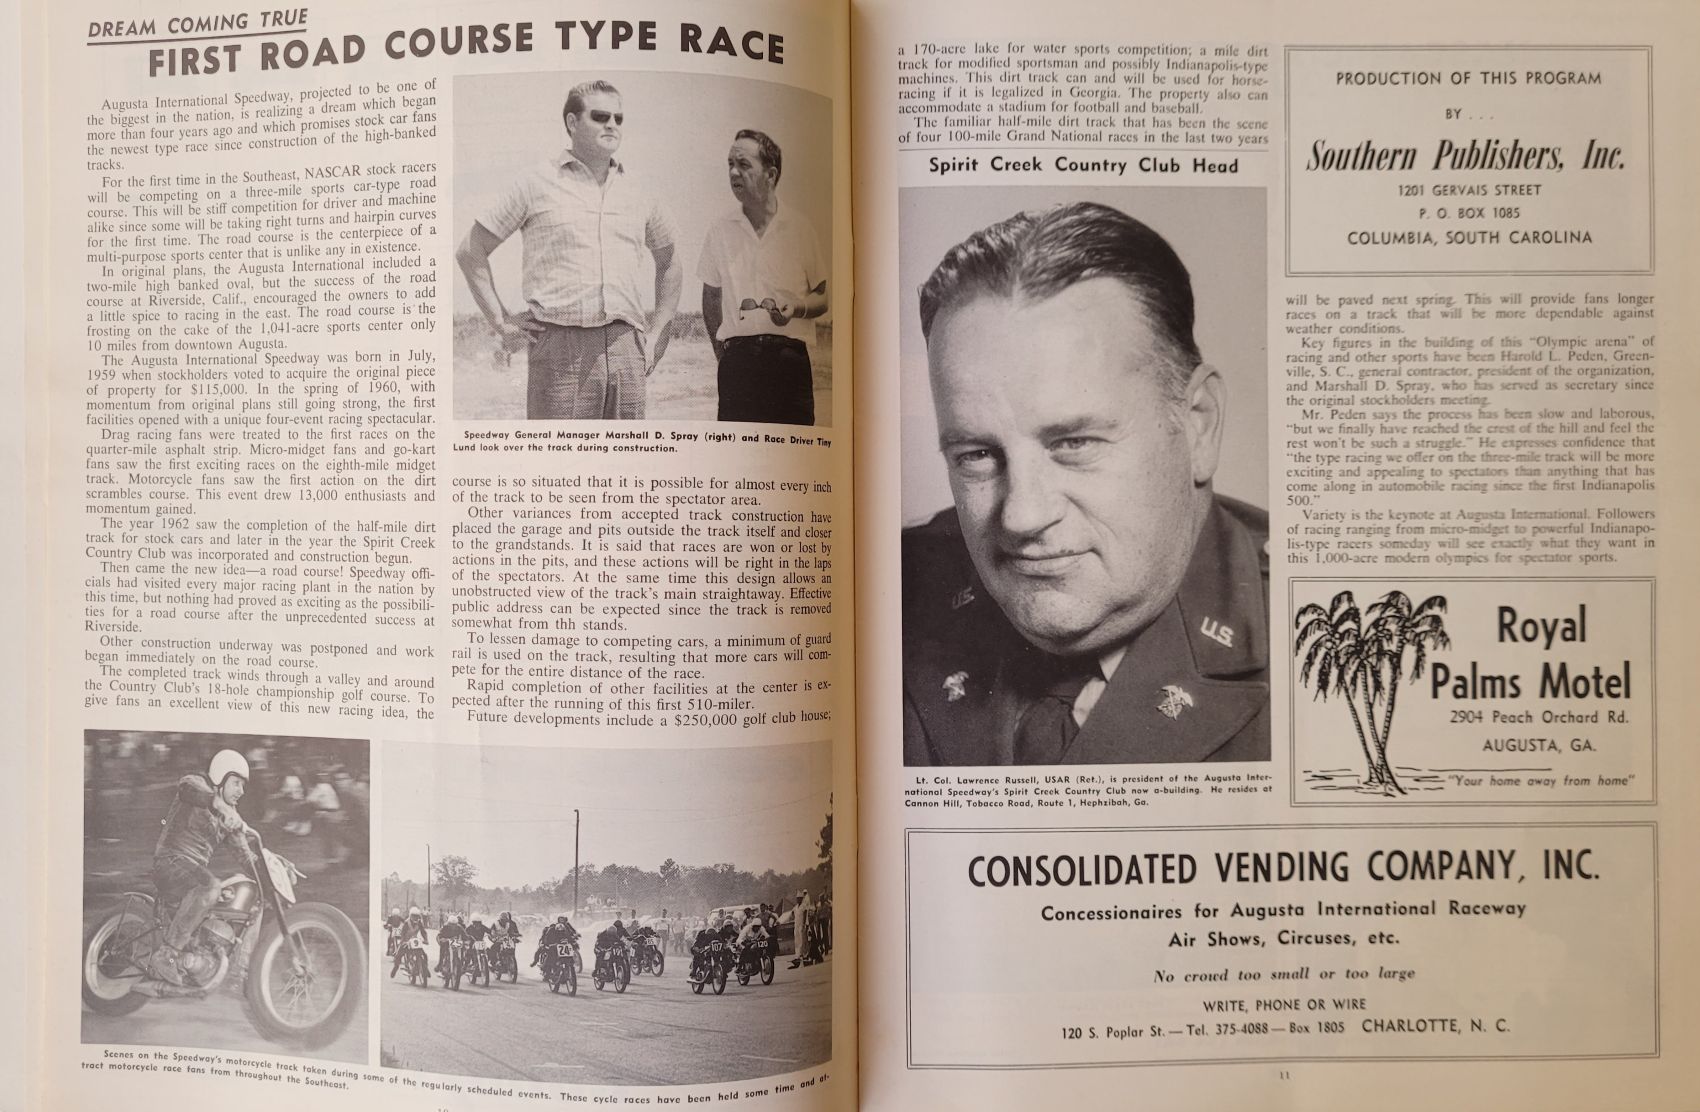 DREAM COMING TRUE
FIRST ROAD COURSE TYPE RACE
Augusta International Speedway, projected to be one of
the biggest in the nation, is realizing a dream which began
more than four years ago and which promises stock car fans
the newest type race since construction of the high-banked
tracks.
For the first time in the Southeast, NASCAR stock racers
will be competing on a three-mile sports car-type road
course. This will be stiff competition for driver and machine
alike since some will be taking right turns and hairpin curves
for the first time. The road course is the centerpiece of a
multi-purpose sports center that is unlike any in existence.
In original plans, the Augusta International included a
two-mile high banked oval, but the success of the road
course at Riverside, Calif., encouraged the owners to add
a little spice to racing in the east. The road course is the
frosting on the cake of the 1,041-acre sports center only
10 miles from downtown Augusta.
The Augusta International Speedway was born in July,
1959 when stockholders voted to acquire the original piece
of property for $115,000. In the spring of 1960, with
momentum from original plans still going strong, the first
facilities opened with a unique four-event racing spectacular.
Drag racing fans were treated to the first races on the
quarter-mile asphalt strip. Micro-midget fans and go-kart
fans saw the first exciting races on the eighth-mile midget
track. Motorcycle fans saw the first action on the dirt
scrambles course. This event drew 13,000 enthusiasts and
momentum gained.
The year 1962 saw the completion of the half-mile dirt
track for stock cars and later in the year the Spirit Creek
Country Club was incorporated and construction begun.
Then came the new idea—a road course! Speedway offi-
cials had visited every major racing plant in the nation by
this time, but nothing had proved as exciting as the possibili-
ties for a road course after the unprecedented success at
Riverside.
Other construction underway was postponed and work
began immediately on the road course.
The completed track winds through a valley and around
the Country Club's 18-hole championship golf course. To
give fans an excellent view of this new racing idea, the
Speedway General Manager Marshall D. Spray (right) and Race Driver Tiny
Lund look over the track during construction.
course is so situated that it is possible for almost every inch
of the track to be seen from the spectator area.
Other variances from accepted track construction have
placed the garage and pits outside the track itself and closer
to the grandstands. It is said that races are won or lost by
actions in the pits, and these actions will be right in the laps
of the spectators. At the same time this design allows an
unobstructed view of the track's main straightaway. Effective
public address can be expected since the track is removed
somewhat from thh stands.
To lessen damage to competing cars, a minimum of guard
rail is used on the track, resulting that more cars will com-
pete for the entire distance of the race.
Rapid completion of other facilities at the center is ex-
pected after the running of this first 510-miler.
Future developments include a $250,000 golf club house;
24
191
107
120
Scenes on the Speedway's motorcycle track taken during some of the regularly scheduled events. These cycle races have been held some time and at-
tract motorcycle race fans from throughout the Southeast.
a 170-acre lake for water sports competition; a mile dirt
track for modified sportsman and possibly Indianapolis-type
machines. This dirt track can and will be used for horse-
racing if it is legalized in Georgia. The property also can
accommodate a stadium for football and baseball.
The familiar half-mile dirt track that has been the scene
of four 100-mile Grand National races in the last two years
Spirit Creek Country Club Head
U.S.
U.S.
Lt. Col. Lawrence Russell, USAR (Ret.), is president of the Augusta Inter-
national Speedway's Spirit Creek Country Club now a-building. He resides at
Cannon Hill, Tobacco Road, Route 1, Hephzibah, Ga.
PRODUCTION OF THIS PROGRAM
BY . . .
Southern Publishers, Inc.
1201 GERVAIS STREET
P. O. BOX 1085
COLUMBIA, SOUTH CAROLINA
will be paved next spring. This will provide fans longer
races on a track that will be more dependable against
weather conditions.
Key figures in the building of this "Olympic arena" of
racing and other sports have been Harold L. Peden, Green-
ville, S. C., general contractor, president of the organization,
and Marshall D. Spray, who has served as secretary since
the original stockholders meeting.
Mr. Peden says the process has been slow and laborous,
"but we finally have reached the crest of the hill and feel the
rest won't be such a struggle." He expresses confidence that
"the type racing we offer on the three-mile track will be more
exciting and appealing to spectators than anything that has
come along in automobile racing since the first Indianapolis
500."
Variety is the keynote at Augusta International. Followers
of racing ranging from micro-midget to powerful Indianapo-
lis-type racers someday will see exactly what they want in
this 1,000-acre modern olympics for spectator sports.
Royal
Palms Motel
2904 Peach Orchard Rd.
AUGUSTA, GA.
"Your home away from home"
CONSOLIDATED VENDING COMPANY, INC.
Concessionaires for Augusta International Raceway
Air Shows, Circuses, etc.
No crowd too small or too large
WRITE, PHONE OR WIRE
120 S. Poplar St. — Tel. 375-4088 — Box 1805 CHARLOTTE, N. C.
11